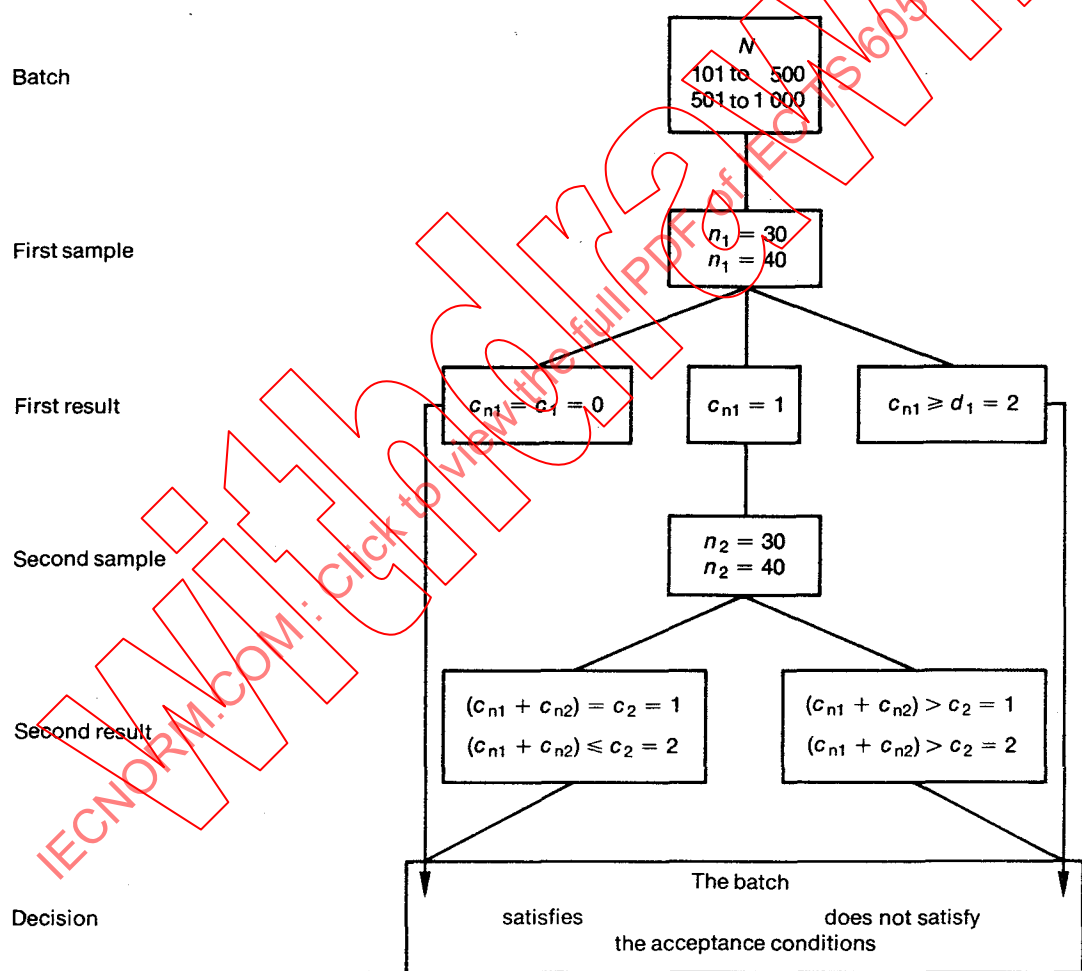 Batch
N
101 to 500
501 to 1 000
First sample
n1 = 30
n1 = 40
First result
cn1 = c1 = 0
cn1 = 1
cn1 ⩾ d1 = 2
Second sample
n2 = 30
n2 = 40
Second result
(cn1 + cn2) = c2 = 1
(cn1 + cn2) ⩽ c2 = 2
(cn1 + cn2) > c2 = 1
(cn1 + cn2) > c2 = 2
Decision
The batch
satisfies
does not satisfy
the acceptance conditions
IECNORM.COM : Click to view the full PDF of IEC TS 605
withdraw